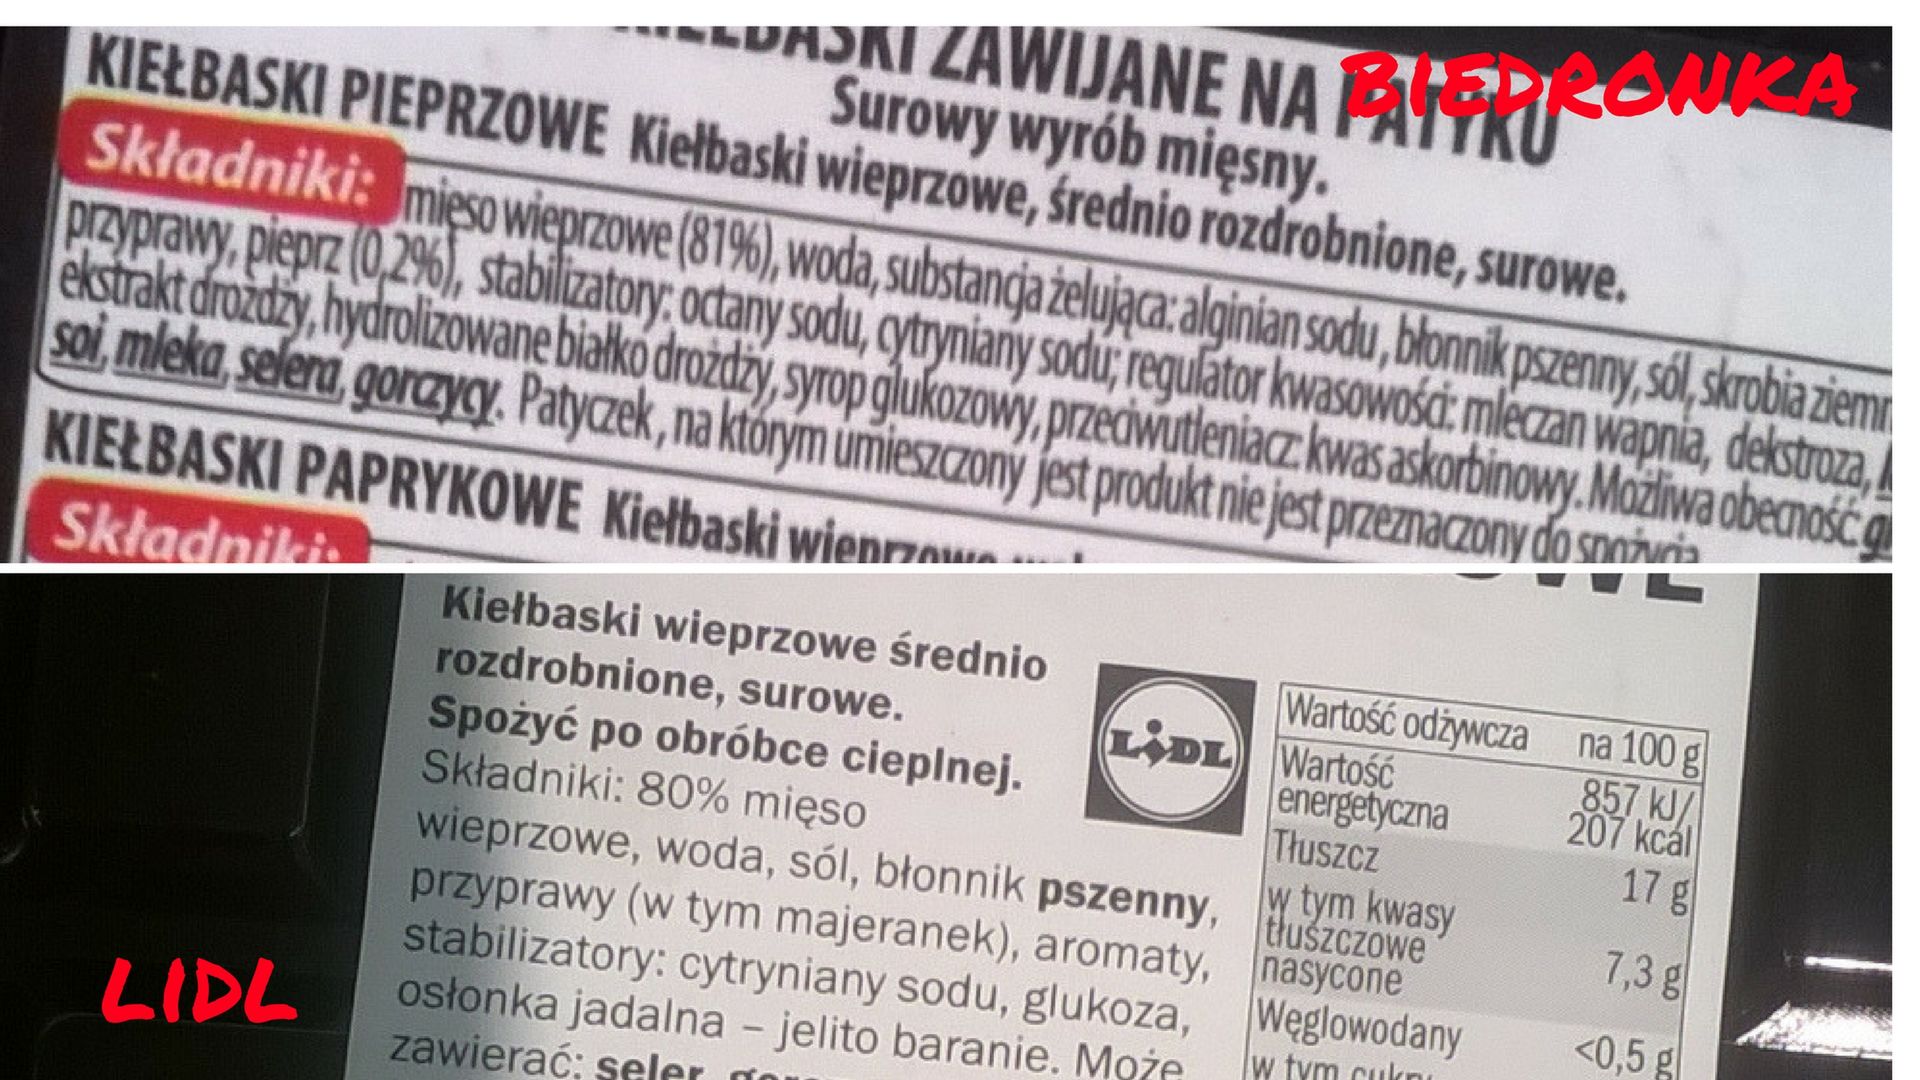 KIEŁBASKI ZAWIJANE NA PATYKU
BIEDRONKA
Surowy wyrób mięsny.
KIEŁBASKI PIEPRZOWE Kiełbaski wieprzowe, średnio rozdrobnione, surowe.
Składniki: mięso wieprzowe (81%), woda, substancja żelująca: alginian sodu, błonnik pszenny, sól, skrobia
przyprawy, pieprz (0,2%), stabilizatory: octany sodu, cytryniany sodu; regulator kwasowości: mleczan wapnia, dekstroza,
ekstrakt drożdży, hydrolizowane białko drożdży, syrop glukozowy, przeciwutleniacz: kwas askorbinowy. Możliwa obecność
soi, mleka, selera, gorczycy. Patyczek, na którym umieszczony jest produkt nie jest przeznaczony do spożycia
KIEŁBASKI PAPRYKOWE Kiełbaski wieprzowe
Składniki:
Kiełbaski wieprzowe średnio
rozdrobnione, surowe.
Spożyć po obróbce cieplnej.
Składniki: 80% mięso
wieprzowe, woda, sól, błonnik pszenny,
przyprawy (w tym majeranek), aromaty,
stabilizatory: cytryniany sodu, glukoza,
osłonka jadalna – jelito baranie. Może
zawierać: seler,
LIDL
Wartość odżywcza na 100 g
Wartość energetyczna 857 kJ/ 207 kcal
Tłuszcz 17 g
w tym kwasy tłuszczowe nasycone 7,3 g
Węglowodany <0,5 g
w tym cukry
LIDL